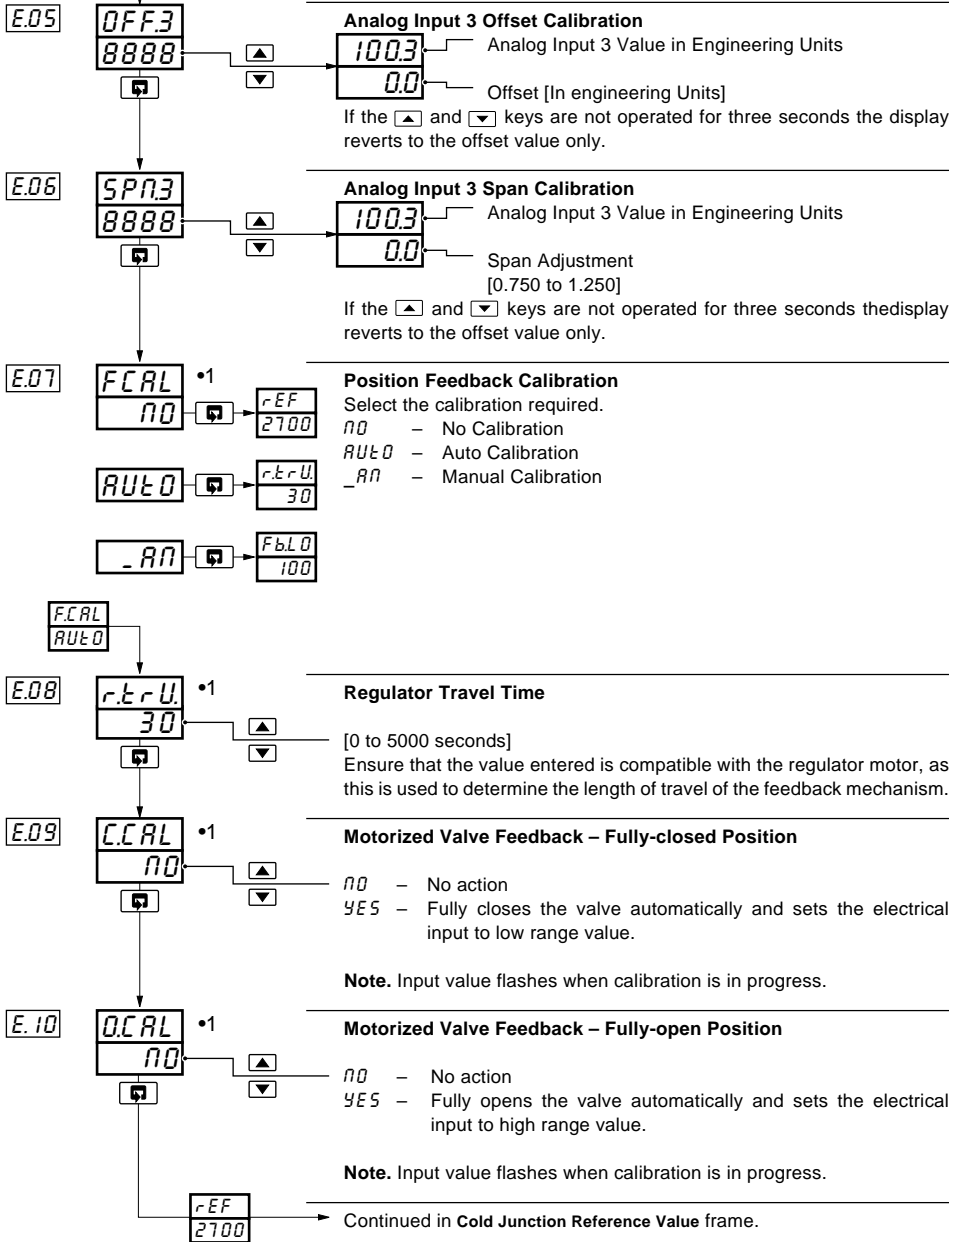 E.05
OFF.3
8888
Analog Input 3 Offset Calibration
100.3
Analog Input 3 Value in Engineering Units
0.0
Offset [In engineering Units]
If the and keys are not operated for three seconds the display
reverts to the offset value only.
E.06
SPN.3
8888
Analog Input 3 Span Calibration
100.3
Analog Input 3 Value in Engineering Units
0.0
Span Adjustment
[0.750 to 1.250]
If the and keys are not operated for three seconds thedisplay
reverts to the offset value only.
E.07
FCAL
•1
NO
rEF
2700
AUtO
r.trU.
30
_AN
Fb.LO
100
Position Feedback Calibration
Select the calibration required.
NO – No Calibration
AUtO – Auto Calibration
_AN – Manual Calibration
F.CAL
AUtO
E.08
r.trU.
•1
30
Regulator Travel Time
[0 to 5000 seconds]
Ensure that the value entered is compatible with the regulator motor, as
this is used to determine the length of travel of the feedback mechanism.
E.09
C.CAL
•1
NO
Motorized Valve Feedback – Fully-closed Position
NO – No action
YES – Fully closes the valve automatically and sets the electrical
input to low range value.
Note. Input value flashes when calibration is in progress.
E.10
O.CAL
•1
NO
Motorized Valve Feedback – Fully-open Position
NO – No action
YES – Fully opens the valve automatically and sets the electrical
input to high range value.
Note. Input value flashes when calibration is in progress.
rEF
2700
Continued in Cold Junction Reference Value frame.